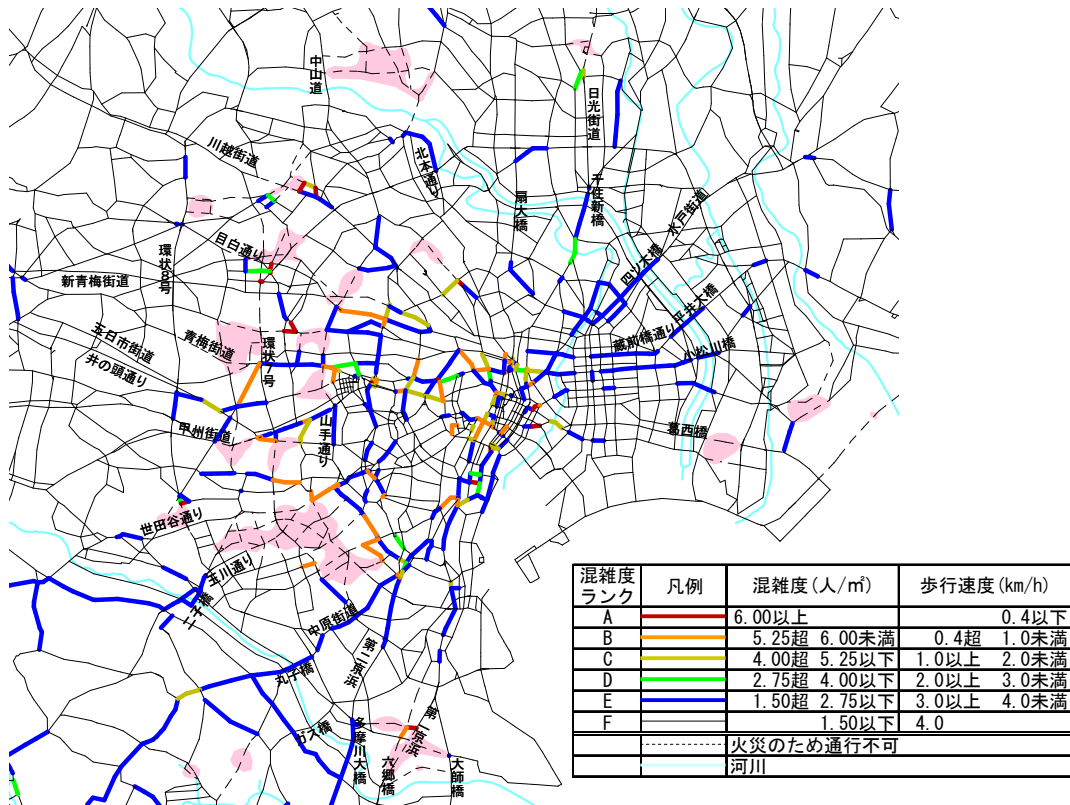 中山道
日光街道
川越街道
北本通り
扇大橋
千住新橋
水戸街道
目白通り
環状8号
四ツ木橋
新青梅街道
平井大橋
五日市街道
青梅街道
環状7号
蔵前橋通り
小松川橋
井の頭通り
甲州街道
山手通り
葛西橋
世田谷通り
玉川通り
二子橋
中原街道
第二京浜
丸子橋
ガス橋
多摩川大橋
六郷橋
第一京浜
大師橋
混雑度ランク 凡例 混雑度(人/㎡) 歩行速度(km/h)
A 6.00以上 0.4以下
B 5.25超 6.00未満 0.4超 1.0未満
C 4.00超 5.25以下 1.0以上 2.0未満
D 2.75超 4.00以下 2.0以上 3.0未満
E 1.50超 2.75以下 3.0以上 4.0未満
F 1.50以下 4.0
火災のため通行不可
河川